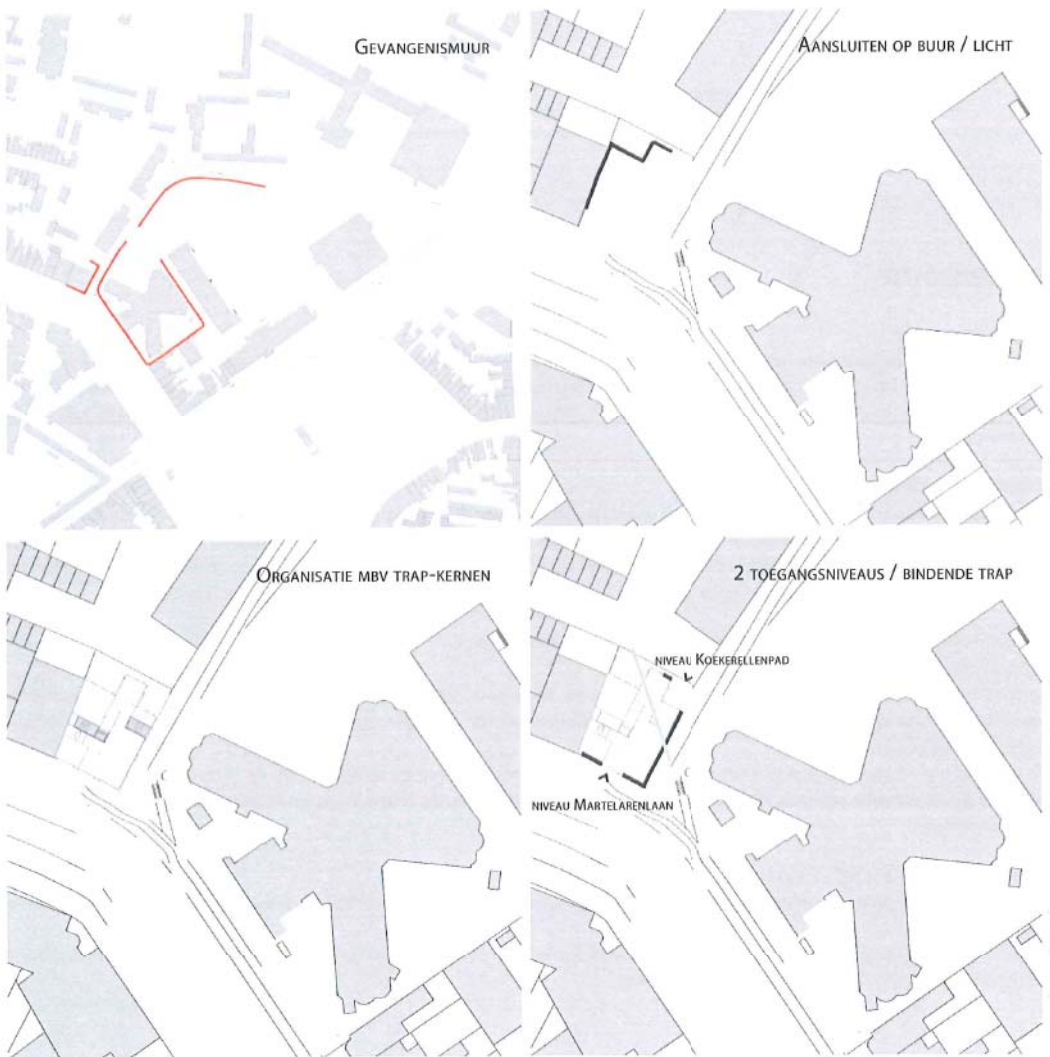 Gevangenismuur
Aansluiten op buur / licht
Organisatie mbv trap-kernen
2 toegangsniveaus / bindende trap
niveau Koekerellenpad
niveau Martelarenlaan